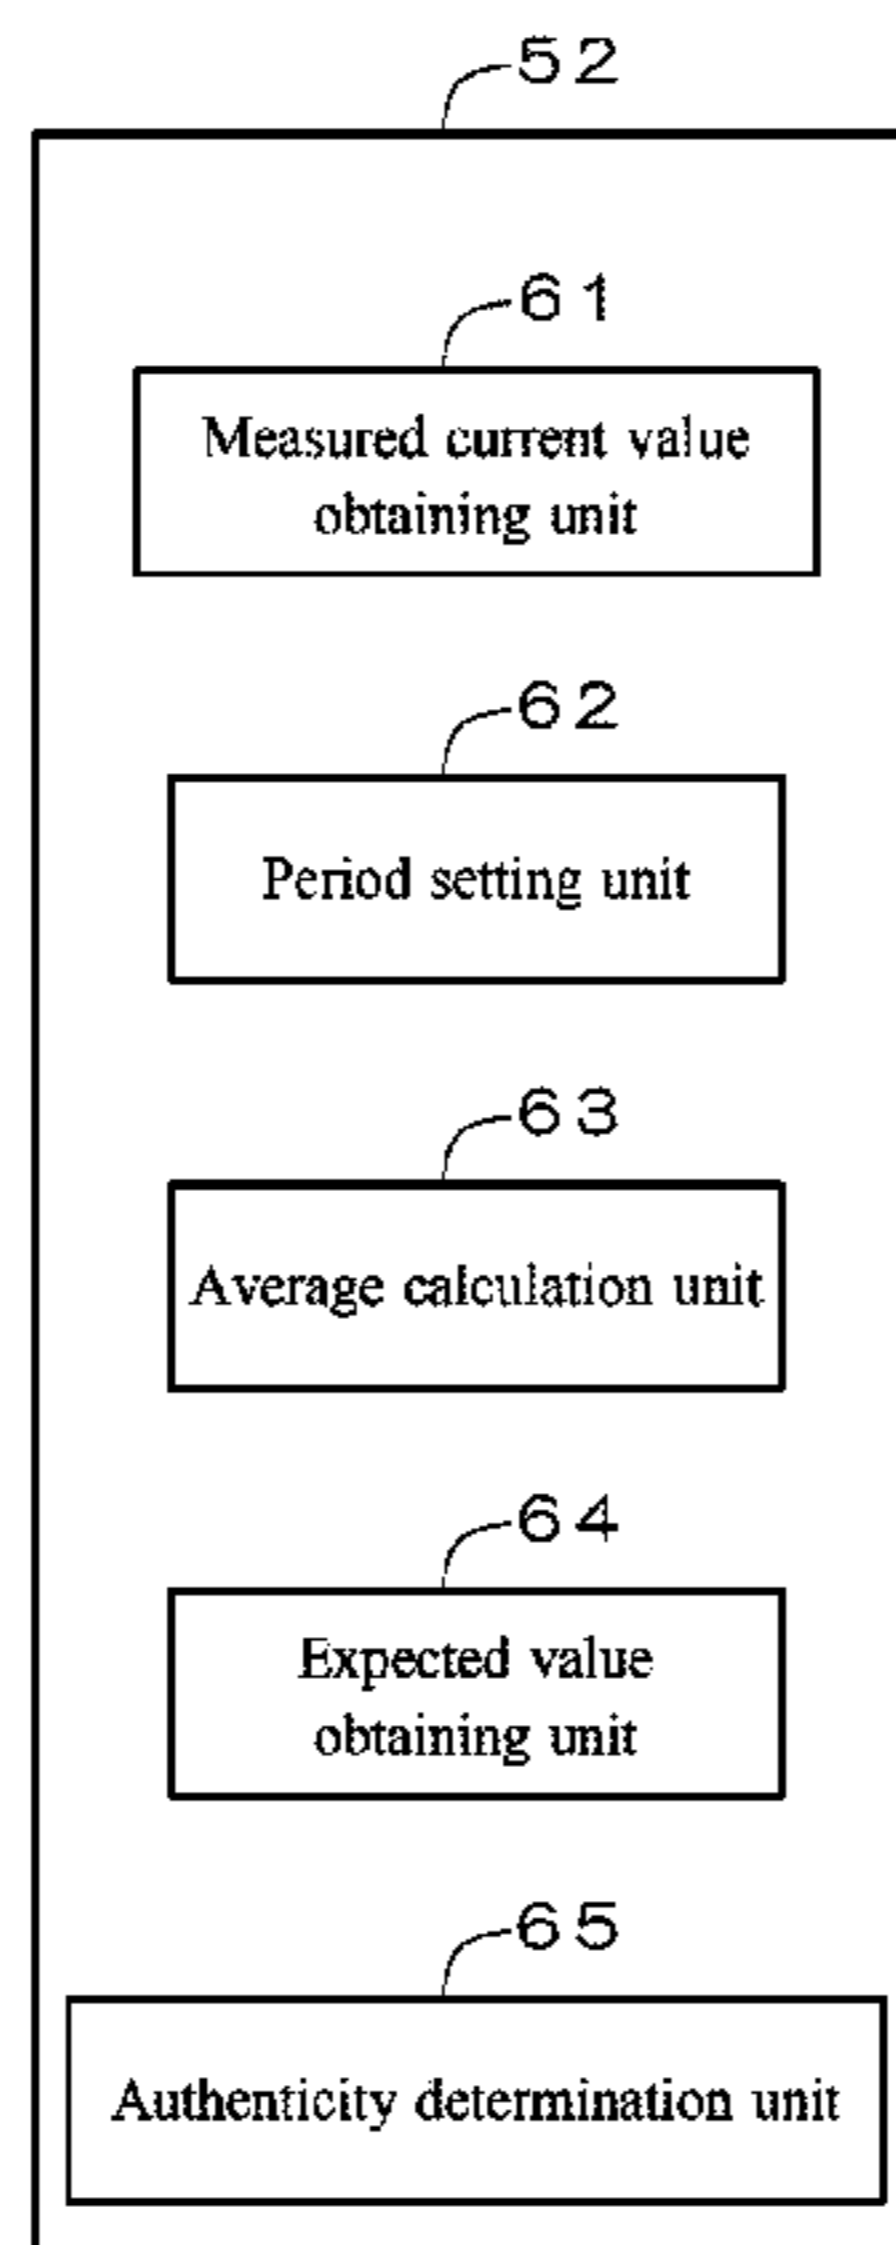 52
61
Measured current value
obtaining unit
62
Period setting unit
63
Average calculation unit
64
Expected value
obtaining unit
65
Authenticity determination unit